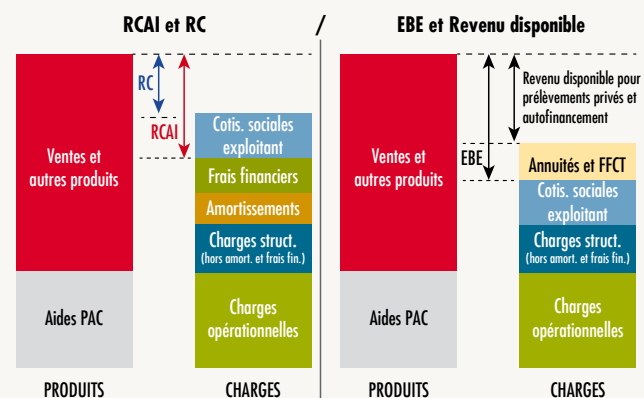 RCAI et RC / EBE et Revenu disponible
RC
RCAI
Ventes et
autres produits
Aides PAC
Cotis. sociales
exploitant
Frais financiers
Amortissements
Charges struct.
(hors amort. et frais fin.)
Charges
opérationnelles
PRODUITS
CHARGES
Revenu disponible pour
prélèvements privés et
autofinancement
EBE
Ventes et
autres produits
Aides PAC
Annuités et FFCT
Cotis. sociales
exploitant
Charges struct.
(hors amort. et frais fin.)
Charges
opérationnelles
PRODUITS
CHARGES